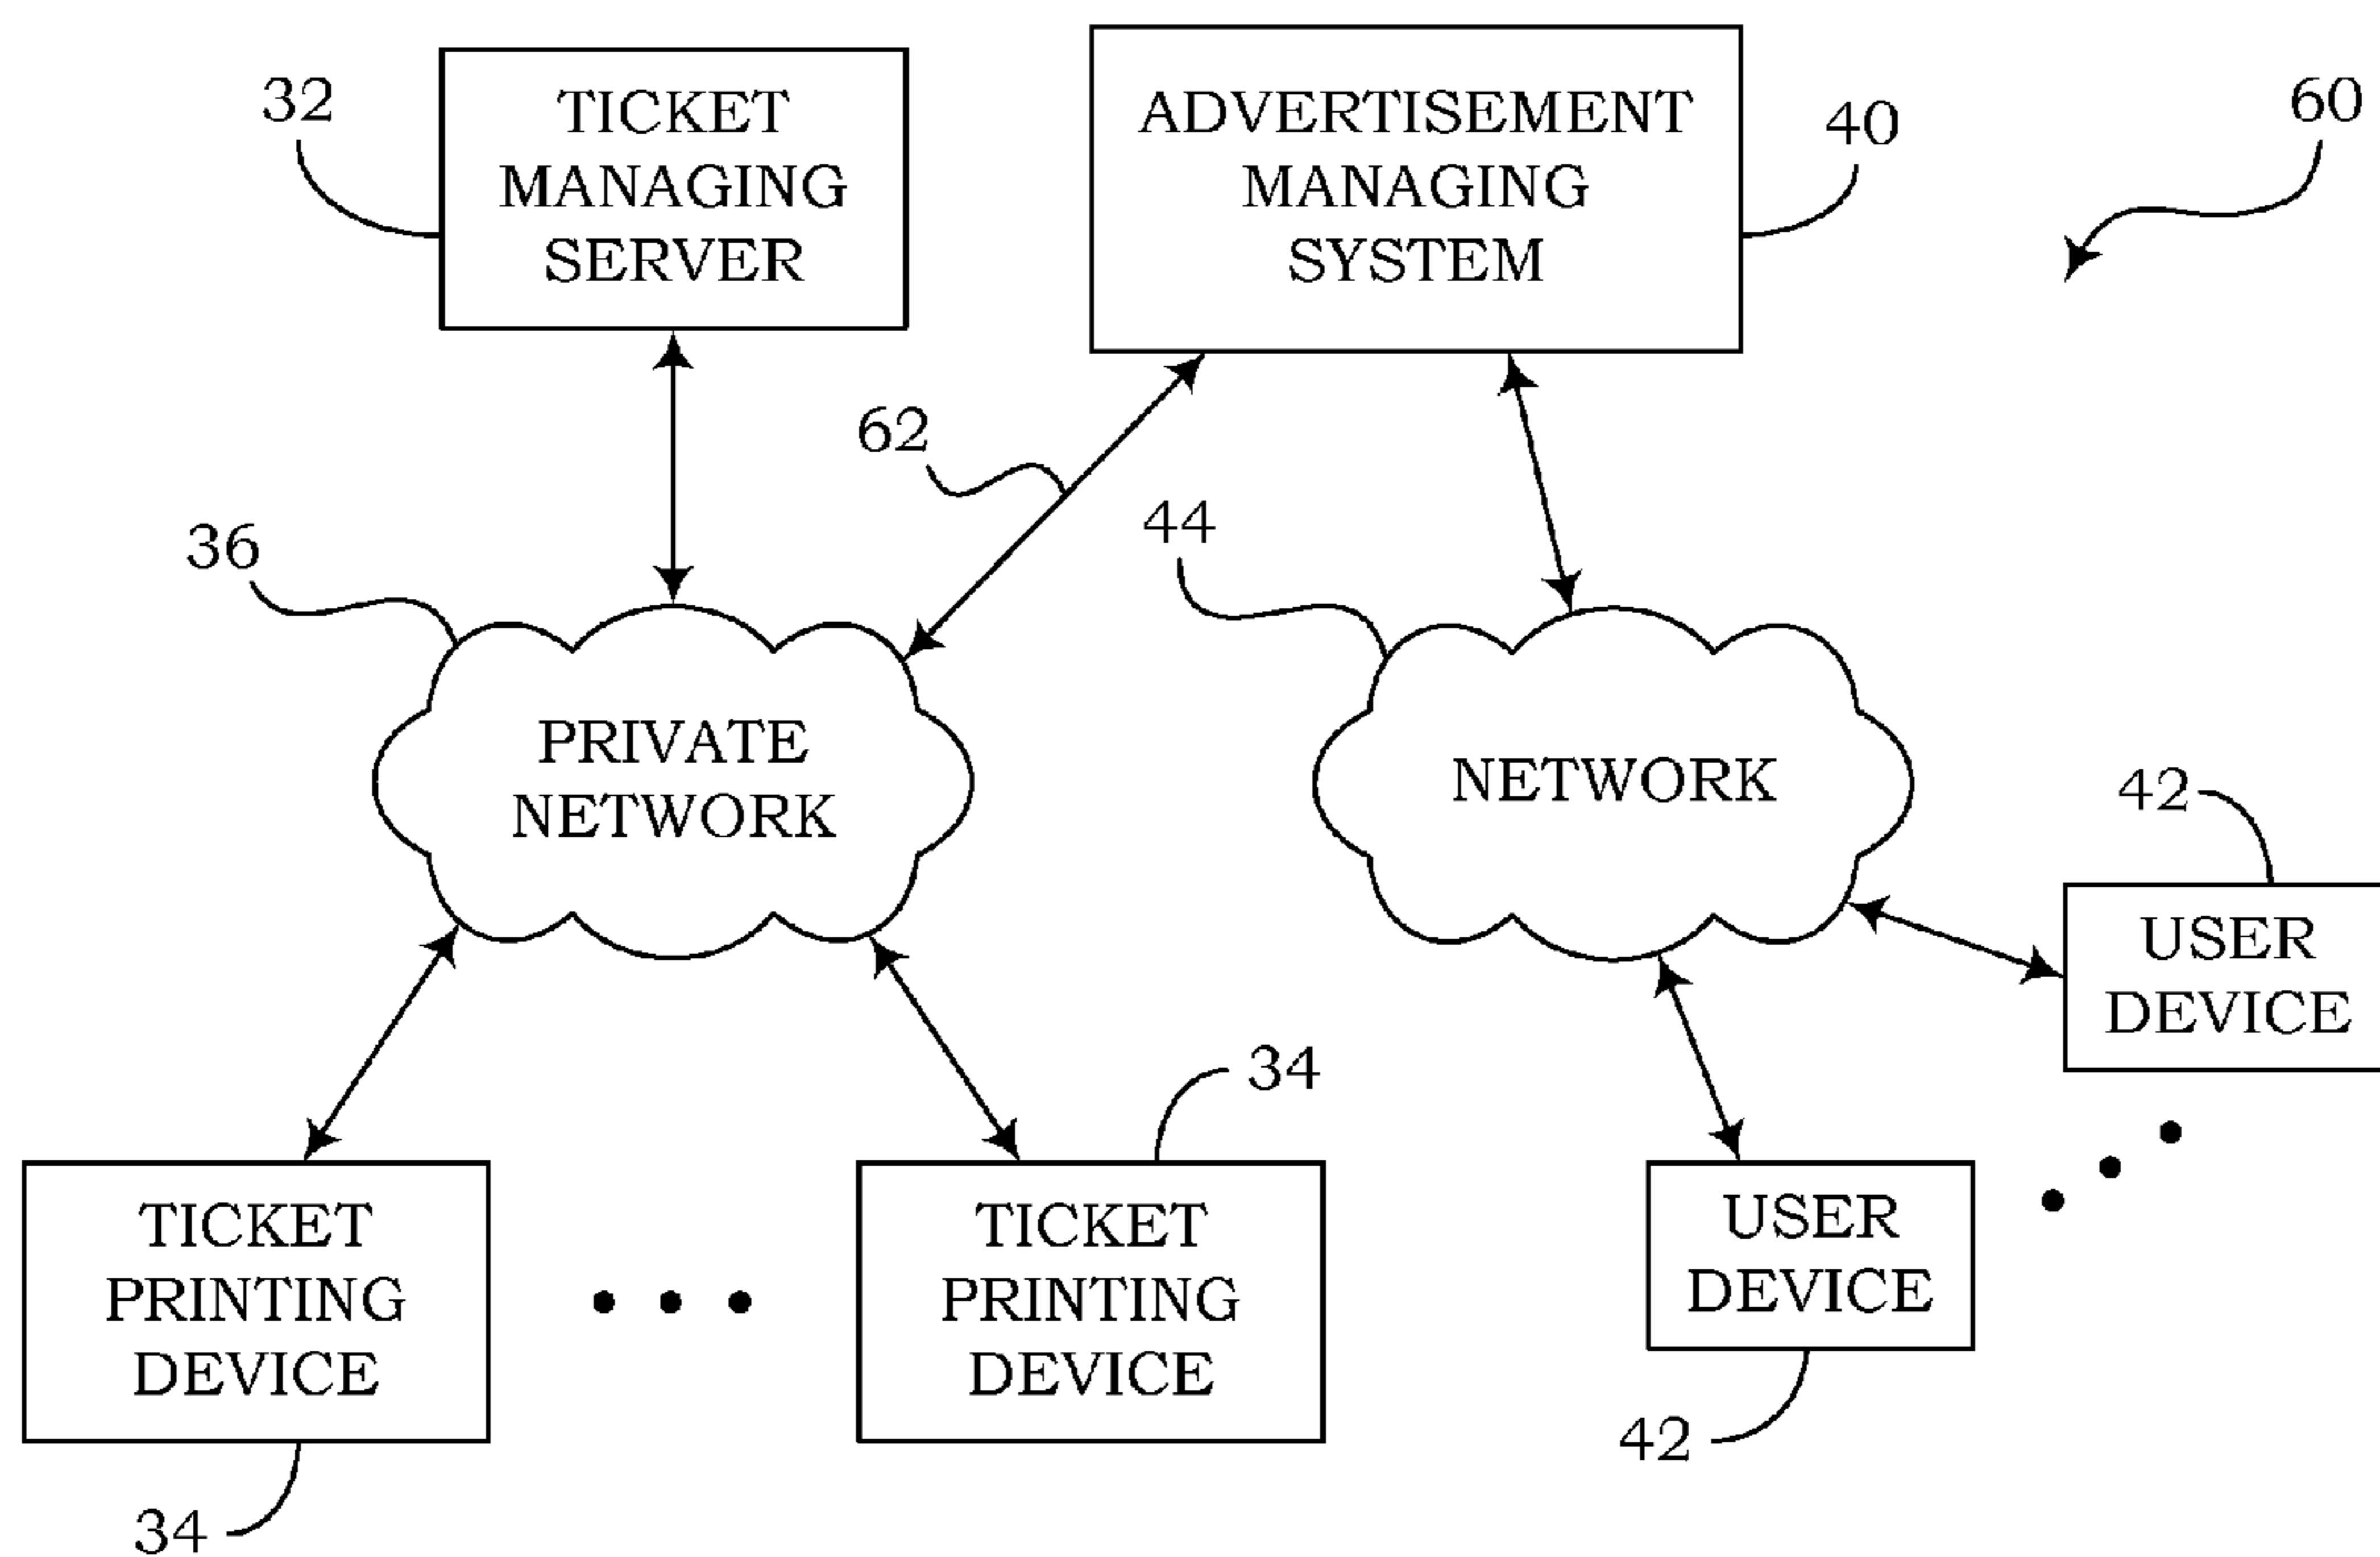 32
TICKET
MANAGING
SERVER
ADVERTISEMENT
MANAGING
SYSTEM
40
60
62
36
44
PRIVATE
NETWORK
NETWORK
42
USER
DEVICE
34
TICKET
PRINTING
DEVICE
TICKET
PRINTING
DEVICE
USER
DEVICE
42
34